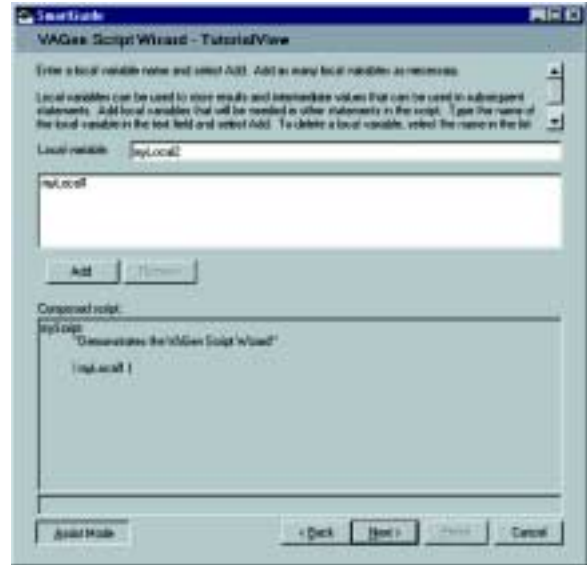 SmartGuide
VAGen Script Wizard - TutorialView
Enter a local variable name and select Add. Add as many local variables as necessary.
Local variables can be used to store results and intermediate values that can be used in subsequent
statements. Add local variables that will be needed in other statements in the script. Type the name of
the local variable in the text field and select Add. To delete a local variable, select the name in the list
Local variable
myLocal2
myLocal1
Add
Remove
Composed script:
myScript
"Demonstrates the VAGen Script Wizard"
| myLocal1 |
Assist Mode
< Back
Next >
Finish
Cancel